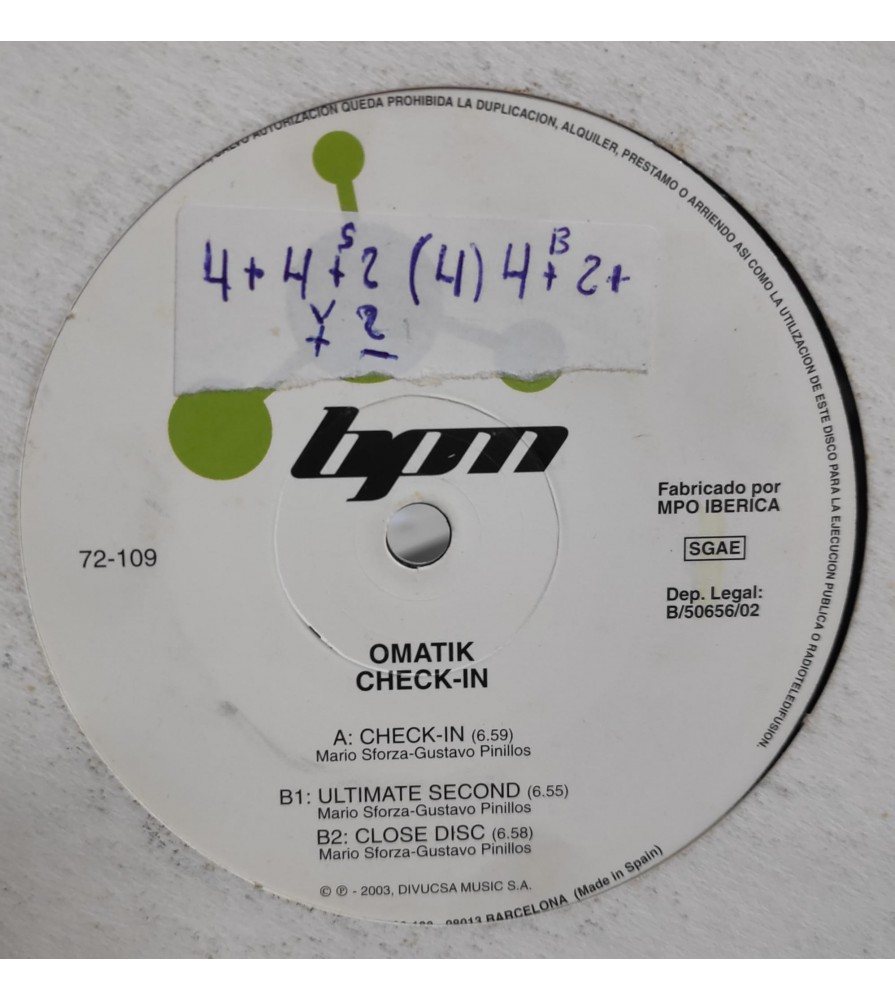 AUTORIZACION QUEDA PROHIBIDA LA DUPLICACION, ALQUILER, PRESTAMO O ARRIENDO ASI COMO LA UTILIZACION DE ESTE DISCO PARA LA EJECUCION PUBLICA O RADIOTELEDIFUSION.
S B
4+4+2 (4) 4+2+
Y
+ 2
bpm
Fabricado por
MPO IBERICA
72-109
SGAE
Dep. Legal:
B/50656/02
OMATIK
CHECK-IN
A: CHECK-IN (6.59)
Mario Sforza-Gustavo Pinillos
B1: ULTIMATE SECOND (6.55)
Mario Sforza-Gustavo Pinillos
B2: CLOSE DISC (6.58)
Mario Sforza-Gustavo Pinillos
© ℗ - 2003, DIVUCSA MUSIC S.A.
08013 BARCELONA (Made in Spain)